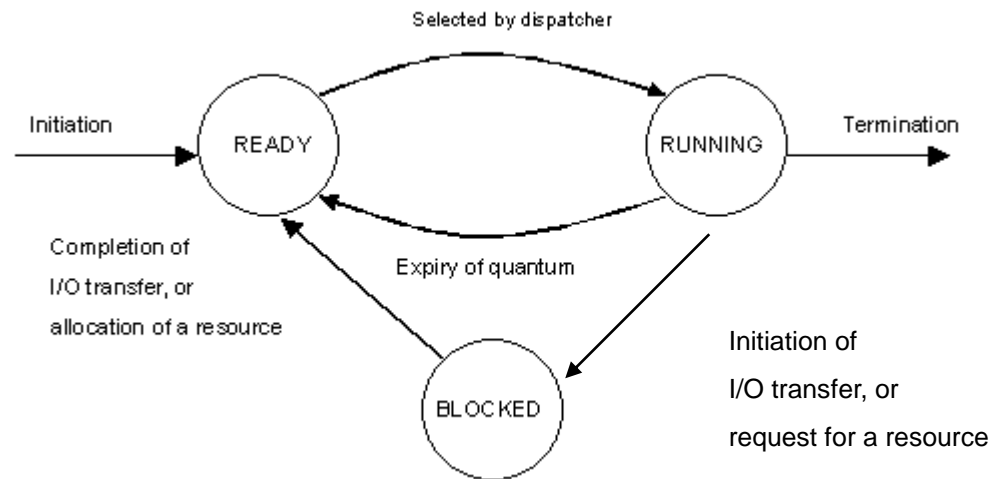 Selected by dispatcher
Initiation
READY
RUNNING
Termination
Completion of
I/O transfer, or
allocation of a resource
Expiry of quantum
BLOCKED
Initiation of
I/O transfer, or
request for a resource